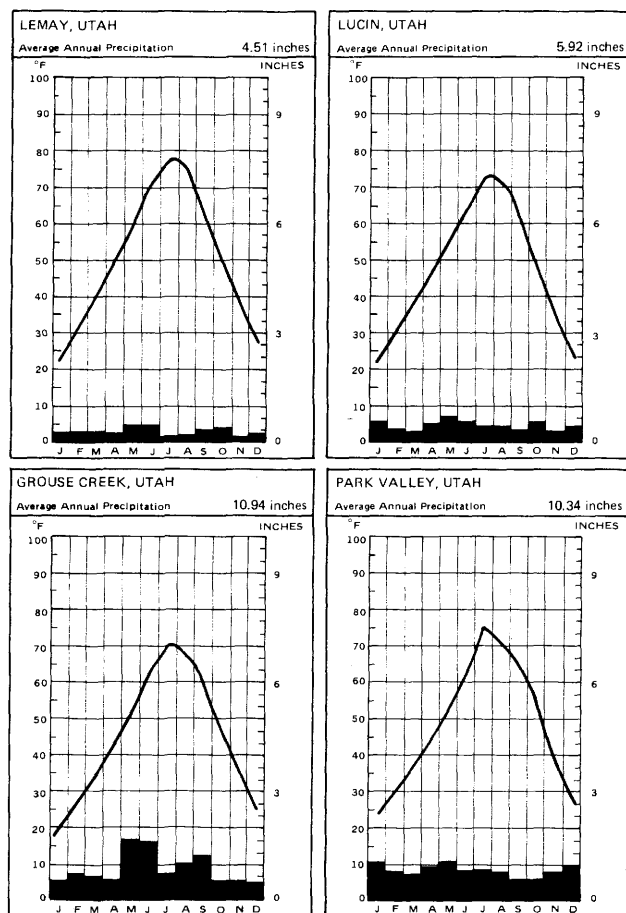 LEMAY, UTAH
Average Annual Precipitation 4.51 inches
°F INCHES
100
90 9
80
70
60 6
50
40
30 3
20
10
0 0
J F M A M J J A S O N D
LUCIN, UTAH
Average Annual Precipitation 5.92 inches
°F INCHES
100
90 9
80
70
60 6
50
40
30 3
20
10
0 0
J F M A M J J A S O N D
GROUSE CREEK, UTAH
Average Annual Precipitation 10.94 inches
°F INCHES
100
90 9
80
70
60 6
50
40
30 3
20
10
0 0
J F M A M J J A S O N D
PARK VALLEY, UTAH
Average Annual Precipitation 10.34 inches
°F INCHES
100
90 9
80
70
60 6
50
40
30 3
20
10
0 0
J F M A M J J A S O N D